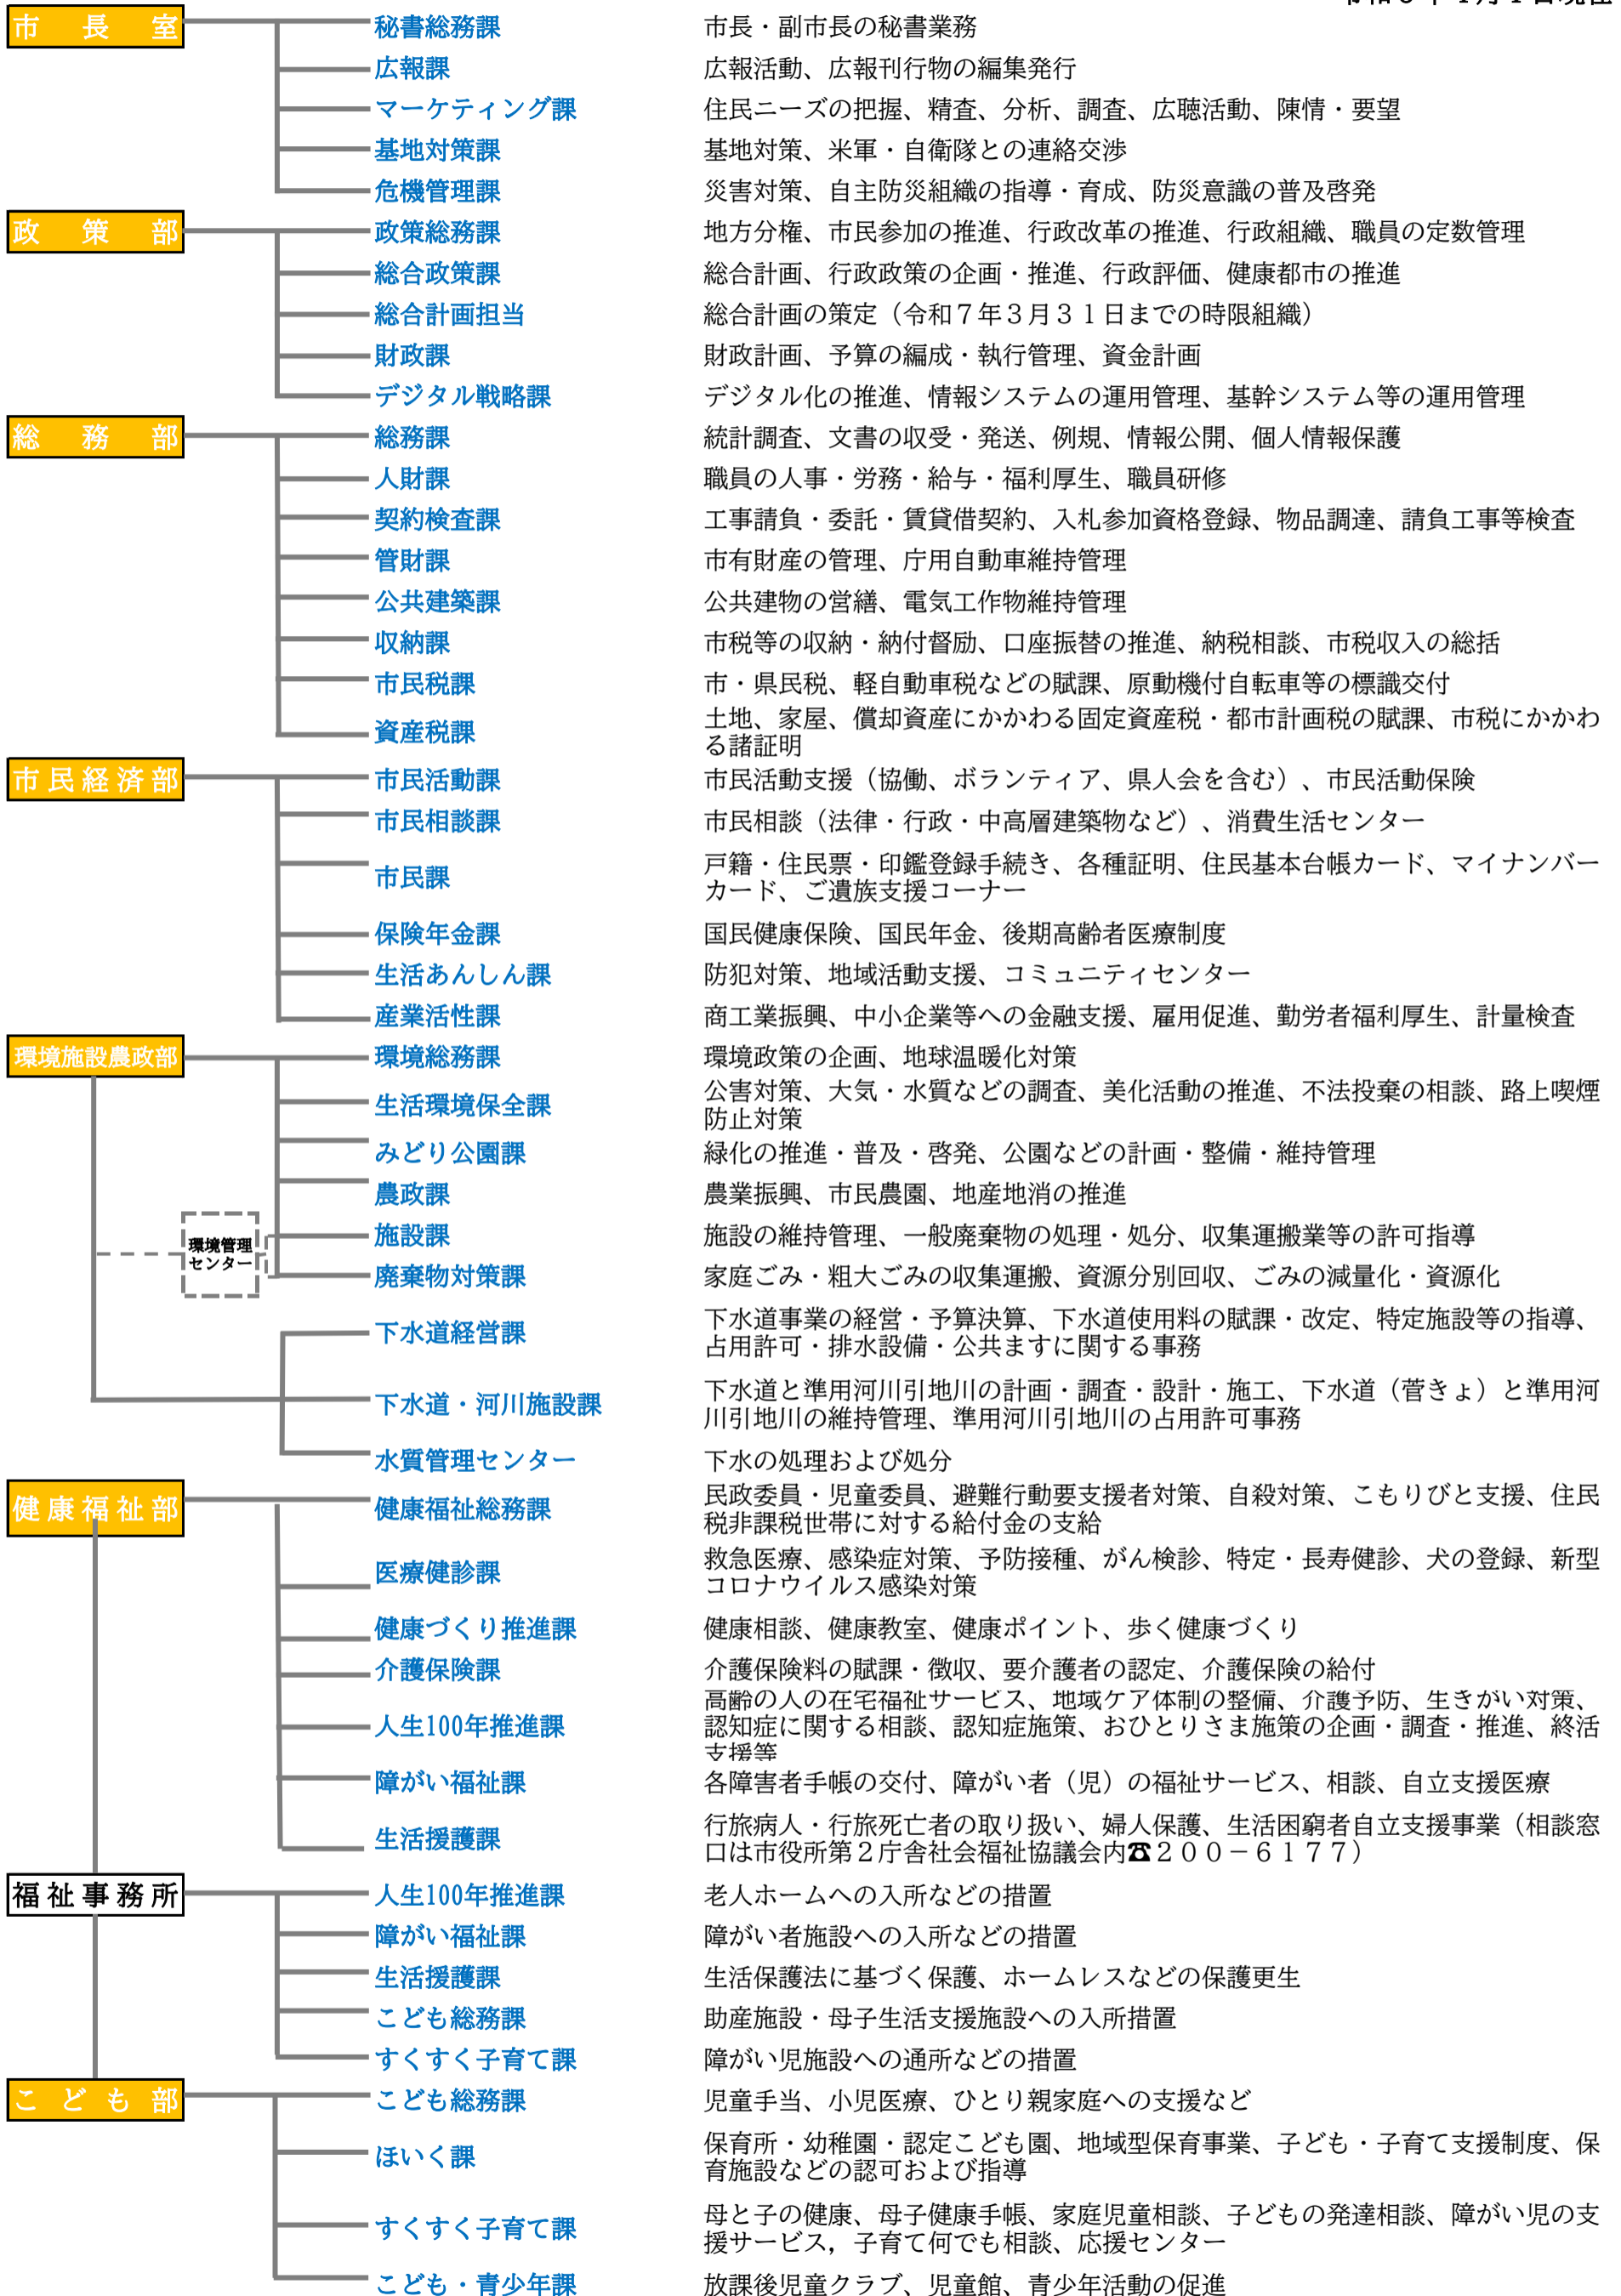 市長室 秘書総務課 市長・副市長の秘書業務
広報課 広報活動、広報刊行物の編集発行
マーケティング課 住民ニーズの把握、精査、分析、調査、広聴活動、陳情・要望
基地対策課 基地対策、米軍・自衛隊との連絡交渉
危機管理課 災害対策、自主防災組織の指導・育成、防災意識の普及啓発
政策部 政策総務課 地方分権、市民参加の推進、行政改革の推進、行政組織、職員の定数管理
総合政策課 総合計画、行政政策の企画・推進、行政評価、健康都市の推進
総合計画担当 総合計画の策定（令和７年３月３１日までの時限組織）
財政課 財政計画、予算の編成・執行管理、資金計画
デジタル戦略課 デジタル化の推進、情報システムの運用管理、基幹システム等の運用管理
総務部 総務課 統計調査、文書の収受・発送、例規、情報公開、個人情報保護
人財課 職員の人事・労務・給与・福利厚生、職員研修
契約検査課 工事請負・委託・賃貸借契約、入札参加資格登録、物品調達、請負工事等検査
管財課 市有財産の管理、庁用自動車維持管理
公共建築課 公共建物の営繕、電気工作物維持管理
収納課 市税等の収納・納付督励、口座振替の推進、納税相談、市税収入の総括
市民税課 市・県民税、軽自動車税などの賦課、原動機付自転車等の標識交付
資産税課 土地、家屋、償却資産にかかわる固定資産税・都市計画税の賦課、市税にかかわ
る諸証明
市民経済部 市民活動課 市民活動支援（協働、ボランティア、県人会を含む）、市民活動保険
市民相談課 市民相談（法律・行政・中高層建築物など）、消費生活センター
市民課 戸籍・住民票・印鑑登録手続き、各種証明、住民基本台帳カード、マイナンバー
カード、ご遺族支援コーナー
保険年金課 国民健康保険、国民年金、後期高齢者医療制度
生活あんしん課 防犯対策、地域活動支援、コミュニティセンター
産業活性課 商工業振興、中小企業等への金融支援、雇用促進、勤労者福利厚生、計量検査
環境施設農政部 環境総務課 環境政策の企画、地球温暖化対策
生活環境保全課 公害対策、大気・水質などの調査、美化活動の推進、不法投棄の相談、路上喫煙
防止対策
みどり公園課 緑化の推進・普及・啓発、公園などの計画・整備・維持管理
農政課 農業振興、市民農園、地産地消の推進
環境管理
センター
施設課 施設の維持管理、一般廃棄物の処理・処分、収集運搬業等の許可指導
廃棄物対策課 家庭ごみ・粗大ごみの収集運搬、資源分別回収、ごみの減量化・資源化
下水道経営課 下水道事業の経営・予算決算、下水道使用料の賦課・改定、特定施設等の指導、
占用許可・排水設備・公共ますに関する事務
下水道・河川施設課 下水道と準用河川引地川の計画・調査・設計・施工、下水道（菅きょ）と準用河
川引地川の維持管理、準用河川引地川の占用許可事務
水質管理センター 下水の処理および処分
健康福祉部 健康福祉総務課 民政委員・児童委員、避難行動要支援者対策、自殺対策、こもりびと支援、住民
税非課税世帯に対する給付金の支給
医療健診課 救急医療、感染症対策、予防接種、がん検診、特定・長寿健診、犬の登録、新型
コロナウイルス感染対策
健康づくり推進課 健康相談、健康教室、健康ポイント、歩く健康づくり
介護保険課 介護保険料の賦課・徴収、要介護者の認定、介護保険の給付
人生100年推進課 高齢の人の在宅福祉サービス、地域ケア体制の整備、介護予防、生きがい対策、
認知症に関する相談、認知症施策、おひとりさま施策の企画・調査・推進、終活
支援等
障がい福祉課 各障害者手帳の交付、障がい者（児）の福祉サービス、相談、自立支援医療
生活援護課 行旅病人・行旅死亡者の取り扱い、婦人保護、生活困窮者自立支援事業（相談窓
口は市役所第２庁舎社会福祉協議会内☎２００－６１７７）
福祉事務所 人生100年推進課 老人ホームへの入所などの措置
障がい福祉課 障がい者施設への入所などの措置
生活援護課 生活保護法に基づく保護、ホームレスなどの保護更生
こども総務課 助産施設・母子生活支援施設への入所措置
すくすく子育て課 障がい児施設への通所などの措置
こども部 こども総務課 児童手当、小児医療、ひとり親家庭への支援など
ほいく課 保育所・幼稚園・認定こども園、地域型保育事業、子ども・子育て支援制度、保
育施設などの認可および指導
すくすく子育て課 母と子の健康、母子健康手帳、家庭児童相談、子どもの発達相談、障がい児の支
援サービス，子育て何でも相談、応援センター
こども・青少年課 放課後児童クラブ、児童館、青少年活動の促進